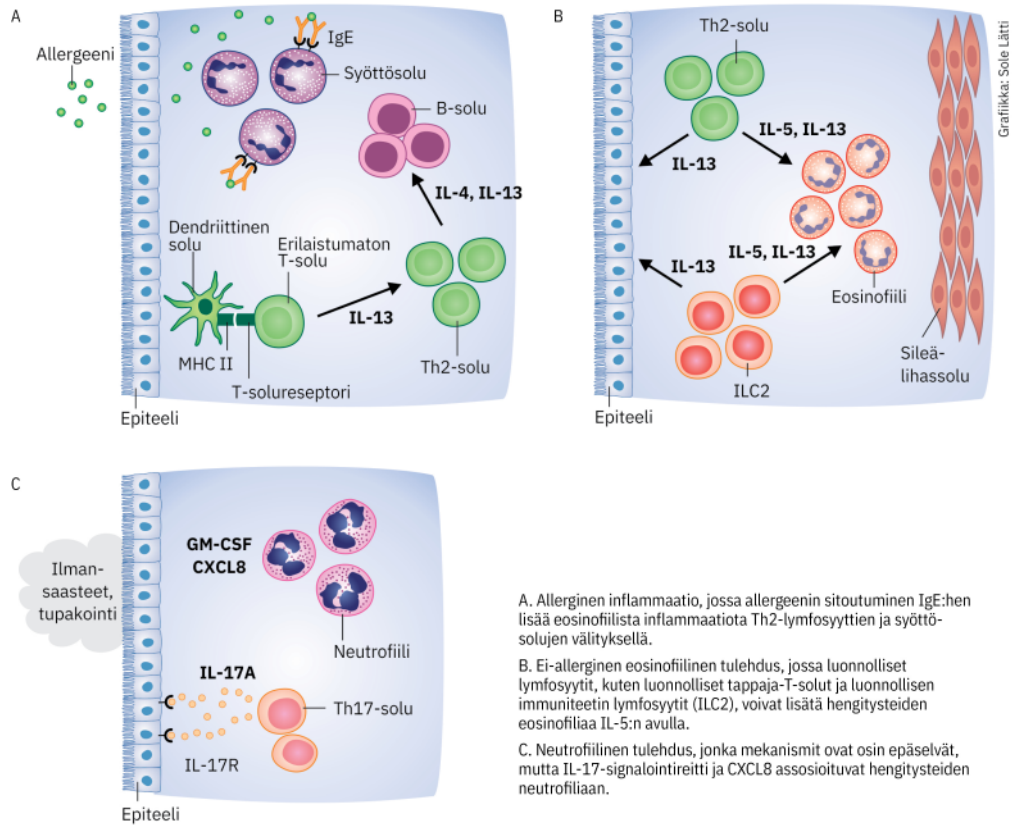 A
Allergeeni
IgE
Syöttösolu
B-solu
IL-4, IL-13
Dendriittinen
solu
Erilaistumaton
T-solu
IL-13
MHC II
T-solureseptori
Th2-solu
Epiteeli
B
Th2-solu
IL-5, IL-13
IL-13
IL-13
IL-5, IL-13
Eosinofiili
ILC2
Sileä-
lihassolu
Epiteeli
Grafiikka: Sole Lätti
C
Ilman-
saasteet,
tupakointi
GM-CSF
CXCL8
Neutrofiili
IL-17A
Th17-solu
IL-17R
Epiteeli
A. Allerginen inflammaatio, jossa allergeenin sitoutuminen IgE:hen
lisää eosinofiilista inflammaatiota Th2-lymfosyyttien ja syöttö-
solujen välityksellä.
B. Ei-allerginen eosinofiilinen tulehdus, jossa luonnolliset
lymfosyytit, kuten luonnolliset tappaja-T-solut ja luonnollisen
immuniteetin lymfosyytit (ILC2), voivat lisätä hengitysteiden
eosinofiliaa IL-5:n avulla.
C. Neutrofiilinen tulehdus, jonka mekanismit ovat osin epäselvät,
mutta IL-17-signalointireitti ja CXCL8 assosioituvat hengitysteiden
neutrofiliaan.